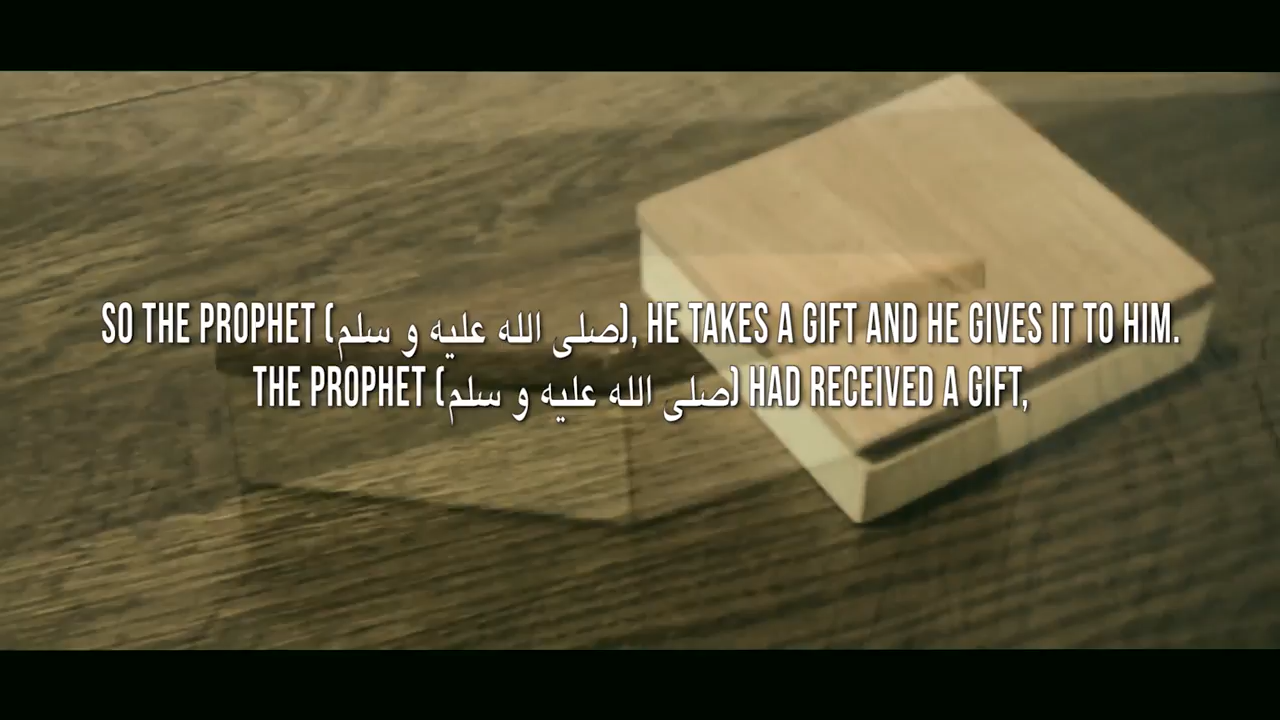 SO THE PROPHET (صلى الله عليه و سلم), HE TAKES A GIFT AND HE GIVES IT TO HIM.
THE PROPHET (صلى الله عليه و سلم) HAD RECEIVED A GIFT,